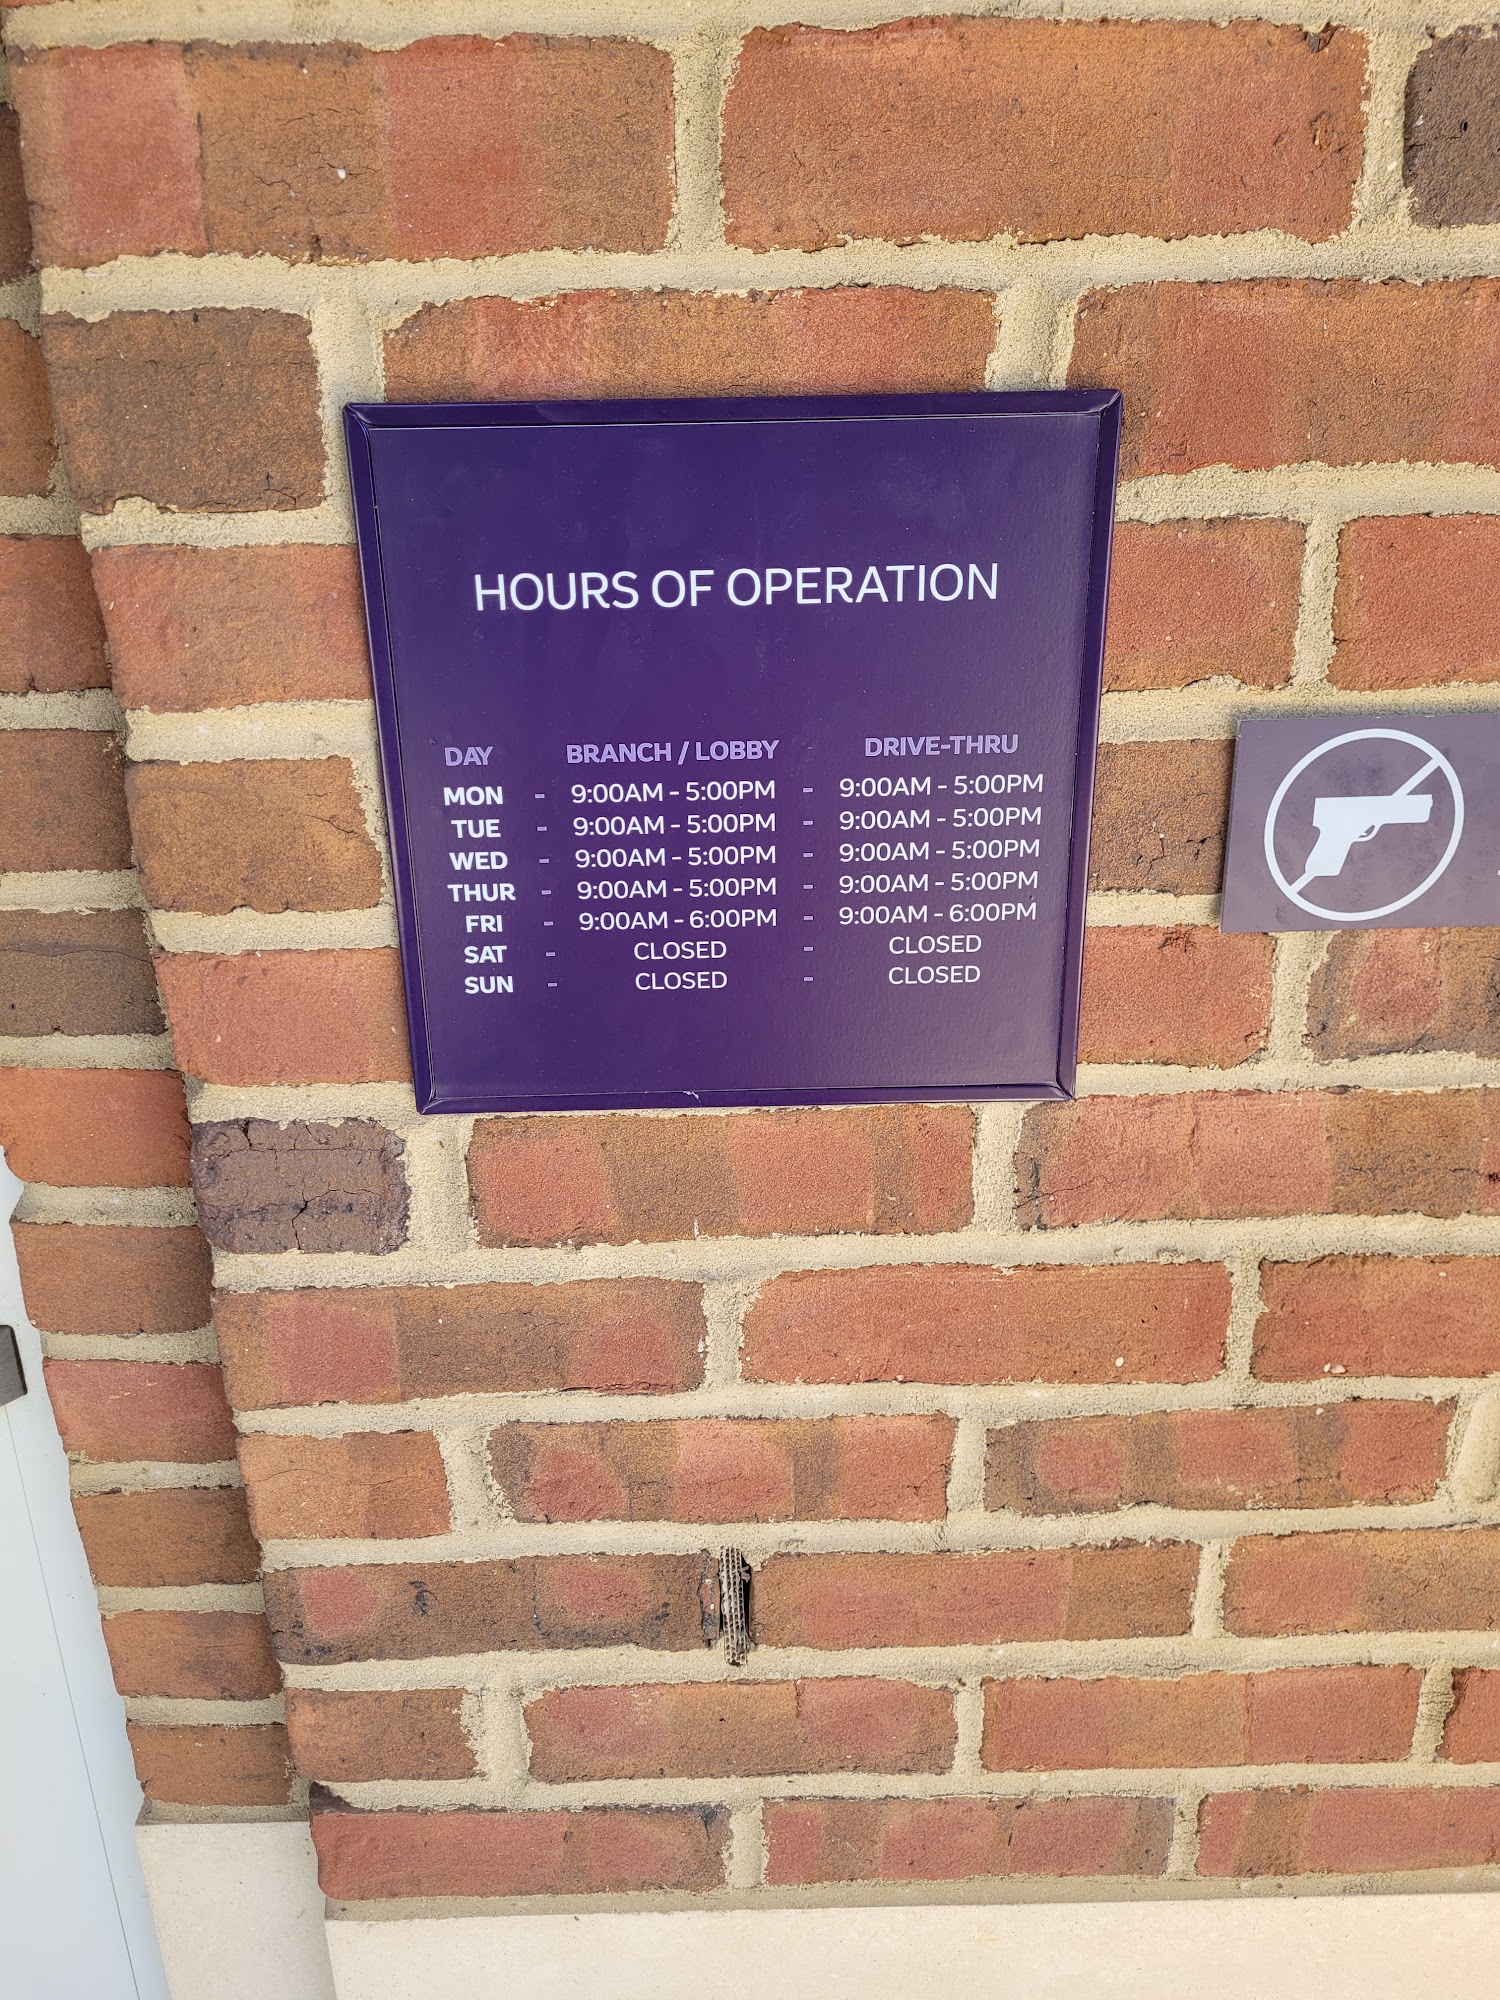 HOURS OF OPERATION
DAY BRANCH / LOBBY - DRIVE-THRU
MON - 9:00AM - 5:00PM - 9:00AM - 5:00PM
TUE - 9:00AM - 5:00PM - 9:00AM - 5:00PM
WED - 9:00AM - 5:00PM - 9:00AM - 5:00PM
THUR - 9:00AM - 5:00PM - 9:00AM - 5:00PM
FRI - 9:00AM - 6:00PM - 9:00AM - 6:00PM
SAT - CLOSED - CLOSED
SUN - CLOSED - CLOSED